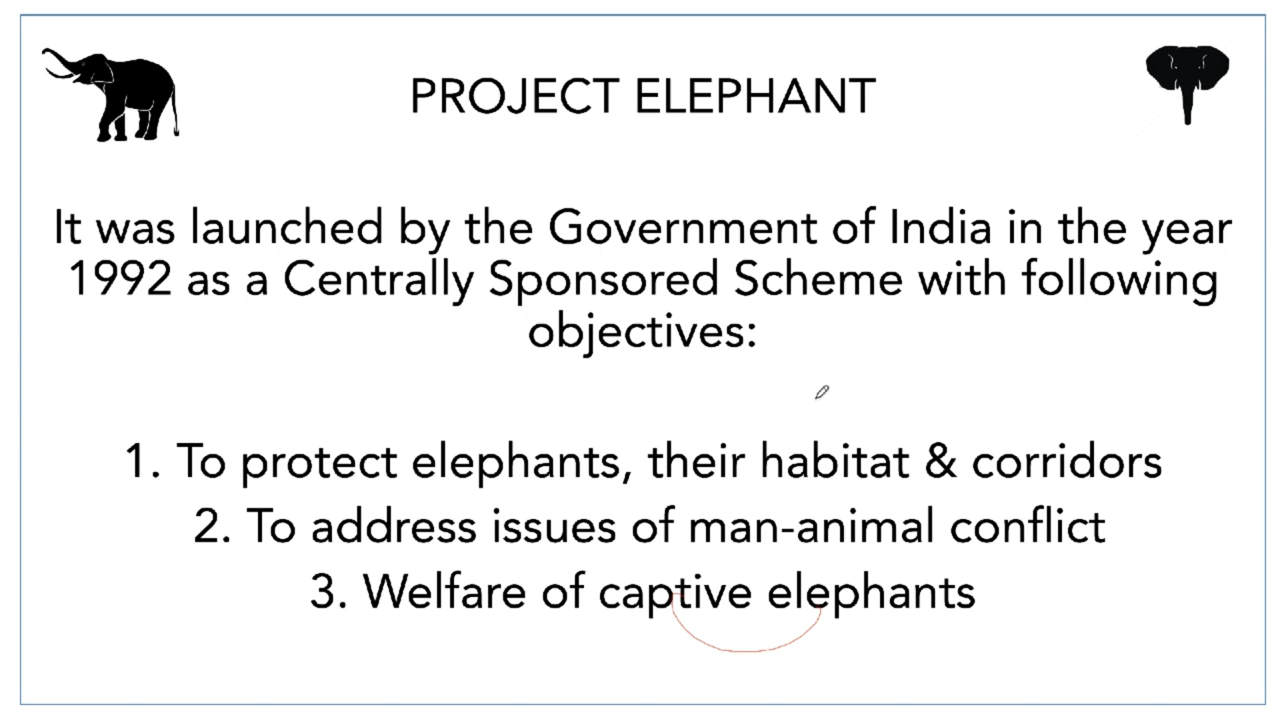 PROJECT ELEPHANT
It was launched by the Government of India in the year
1992 as a Centrally Sponsored Scheme with following
objectives:
1. To protect elephants, their habitat & corridors
2. To address issues of man-animal conflict
3. Welfare of captive elephants